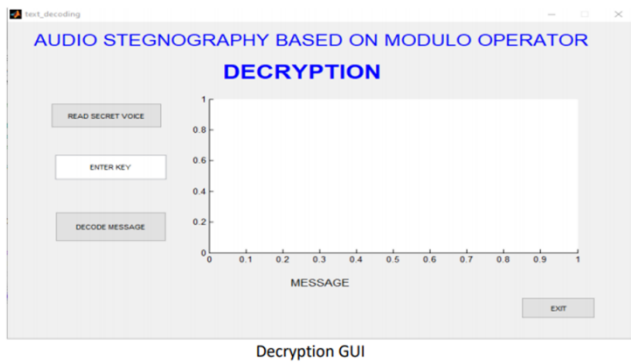 text_decoding
AUDIO STEGNOGRAPHY BASED ON MODULO OPERATOR
DECRYPTION
READ SECRET VOICE
ENTER KEY
DECODE MESSAGE
1
0.8
0.6
0.4
0.2
0
0 0.1 0.2 0.3 0.4 0.5 0.6 0.7 0.8 0.9 1
MESSAGE
EXIT
Decryption GUI